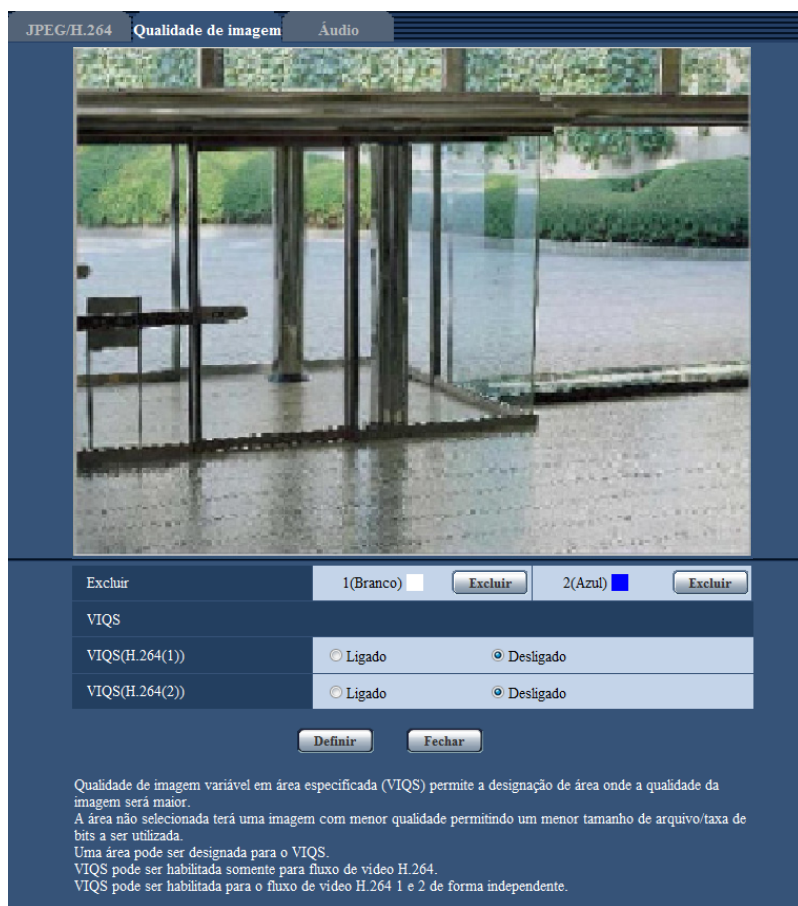 JPEG/H.264 Qualidade de imagem Áudio
Excluir 1(Branco) Excluir 2(Azul) Excluir
VIQS
VIQS(H.264(1)) Ligado Desligado
VIQS(H.264(2)) Ligado Desligado
Definir Fechar
Qualidade de imagem variável em área especificada (VIQS) permite a designação de área onde a qualidade da
imagem será maior.
A área não selecionada terá uma imagem com menor qualidade permitindo um menor tamanho de arquivo/taxa de
bits a ser utilizada.
Uma área pode ser designada para o VIQS.
VIQS pode ser habilitada somente para fluxo de video H.264.
VIQS pode ser habilitada para o fluxo de video H.264 1 e 2 de forma independente.